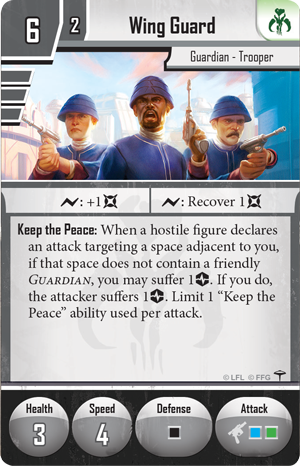 6
2
Wing Guard
Guardian - Trooper
: +1
: Recover 1
Keep the Peace: When a hostile figure declares
an attack targeting a space adjacent to you,
if that space does not contain a friendly
GUARDIAN, you may suffer 1. If you do,
the attacker suffers 1. Limit 1 “Keep the
Peace” ability used per attack.
© LFL © FFG
Health
3
Speed
4
Defense
Attack